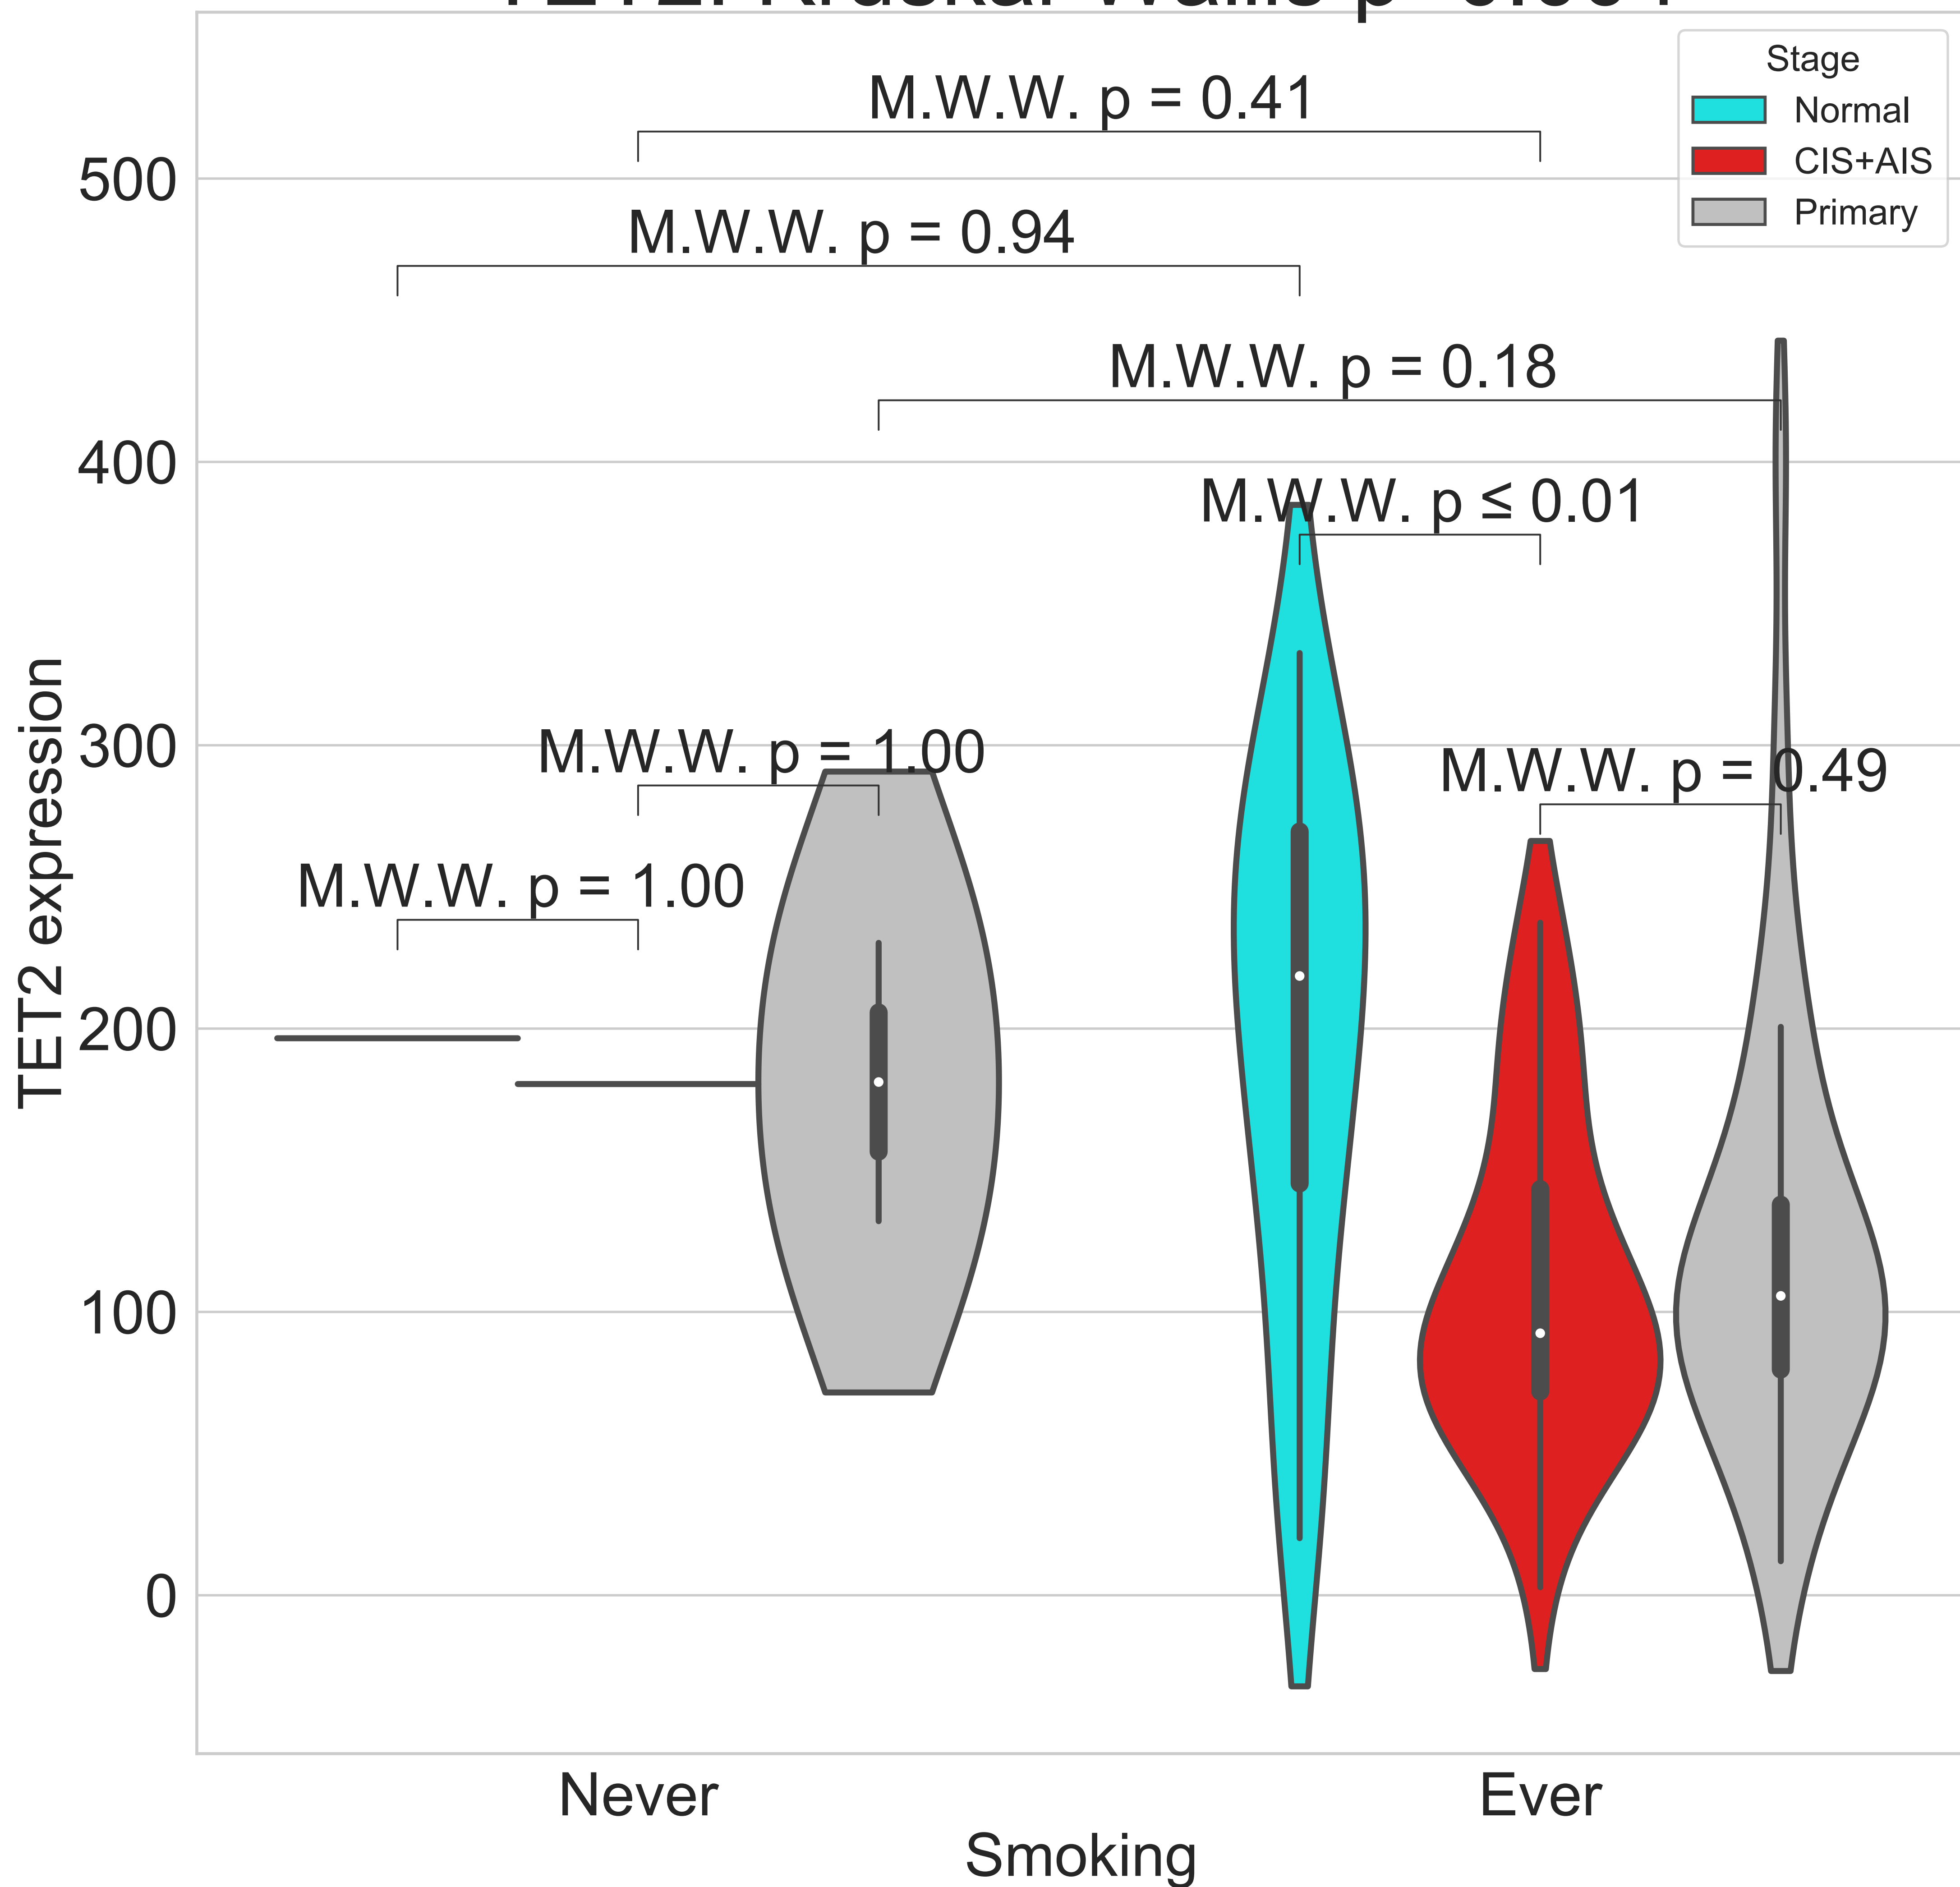 Stage
Normal
CIS+AIS
Primary
M.W.W. p = 0.41
M.W.W. p = 0.94
M.W.W. p = 0.18
M.W.W. p ≤ 0.01
M.W.W. p = 1.00
M.W.W. p = 0.49
M.W.W. p = 1.00
500
400
300
200
100
0
TET2 expression
Never
Ever
Smoking